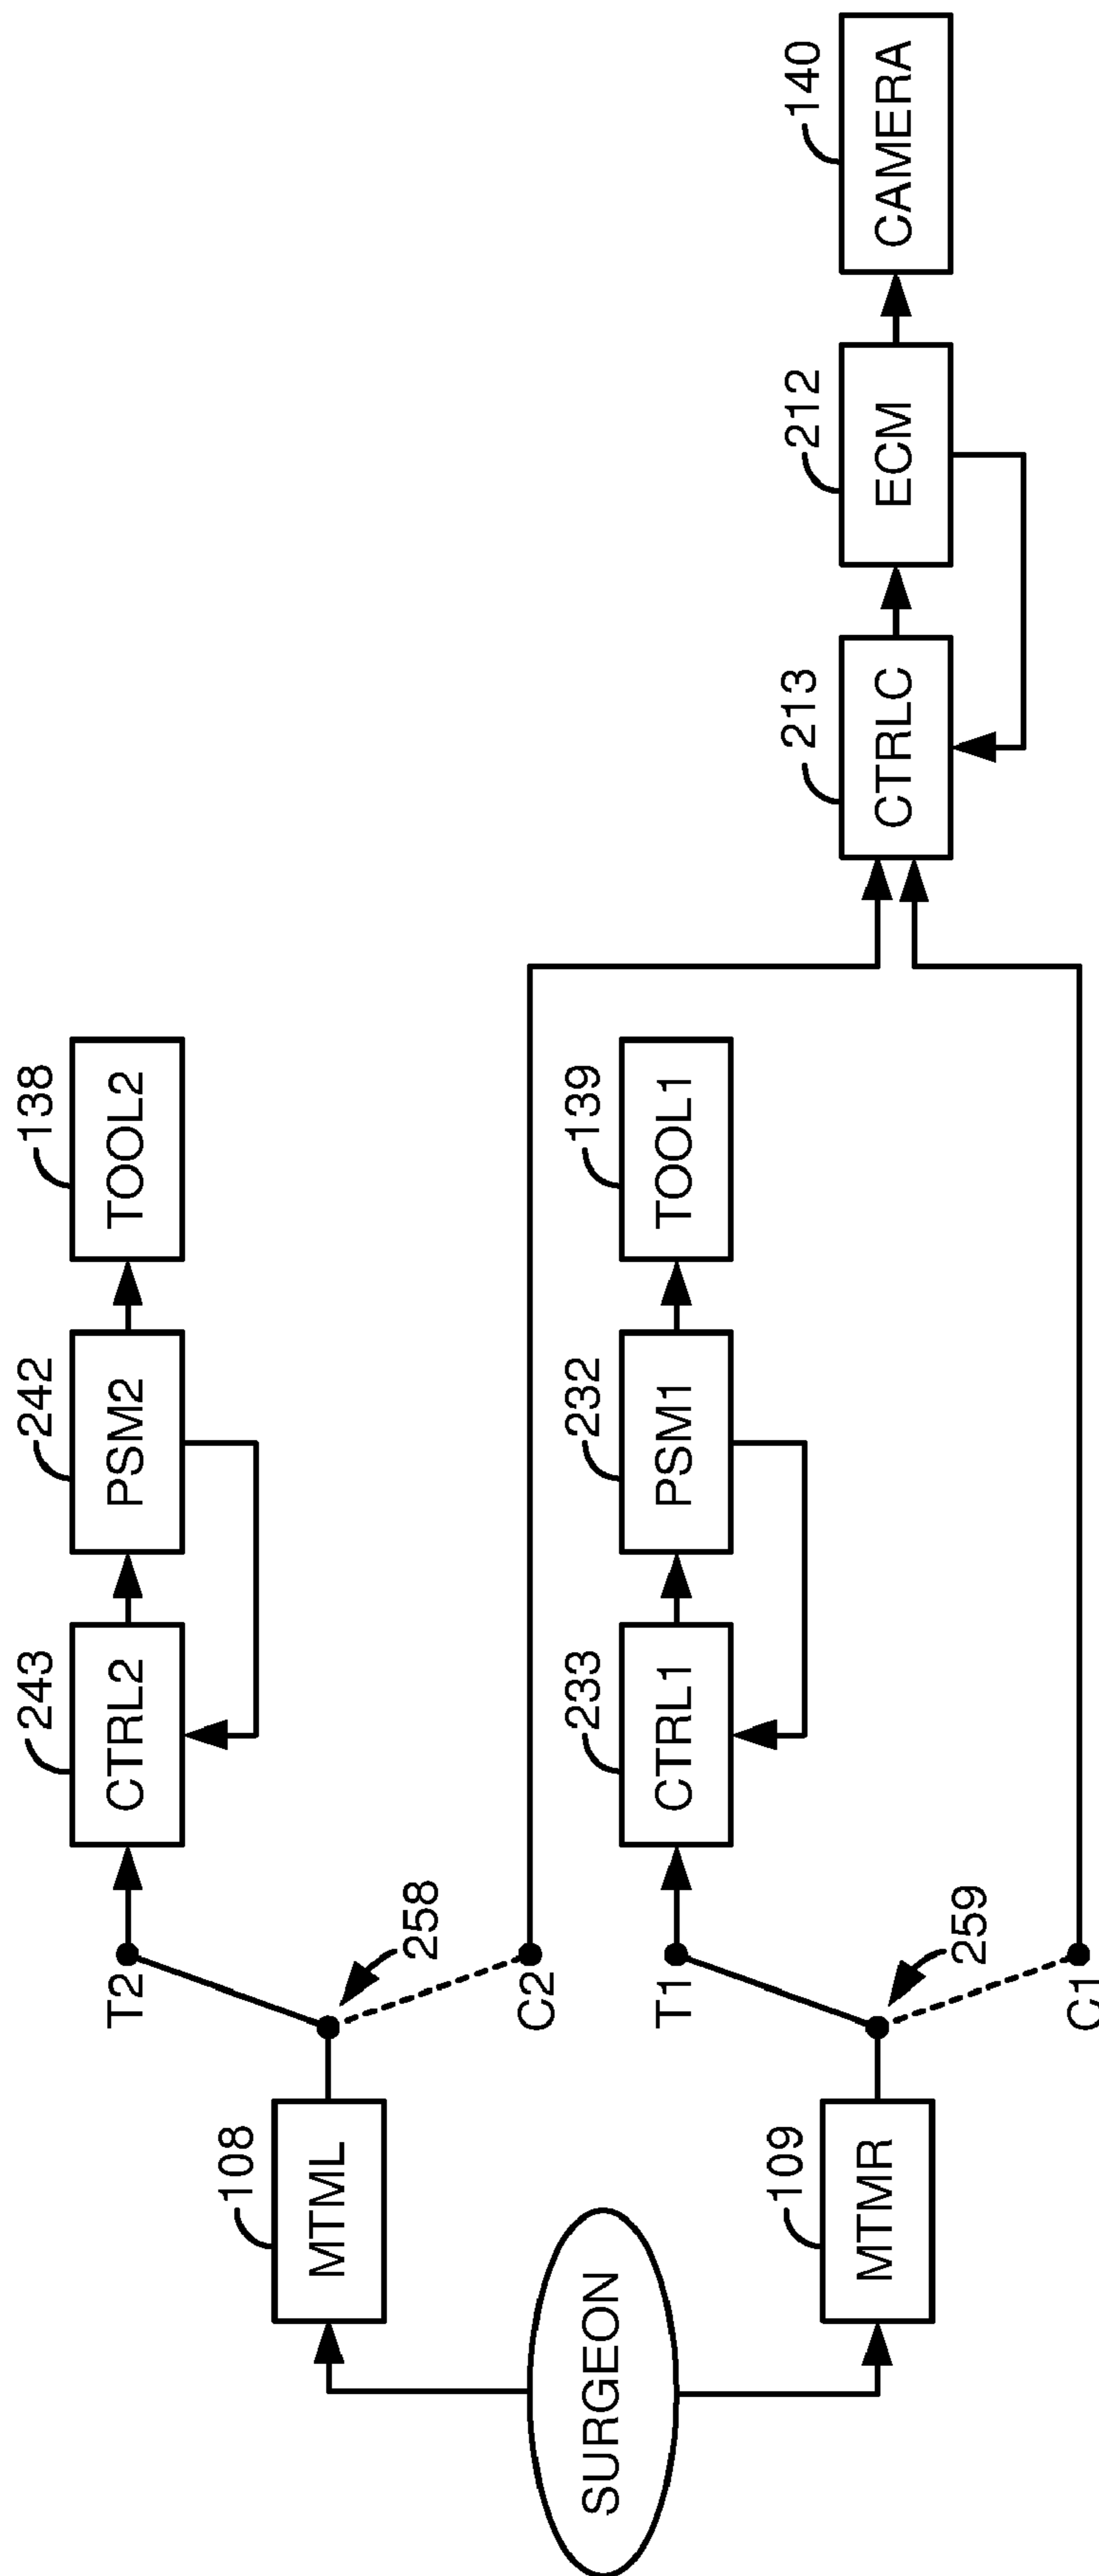 243
242
138
CTRL2
PSM2
TOOL2
T2
108
258
MTML
C2
233
232
139
SURGEON
CTRL1
PSM1
TOOL1
T1
109
259
213
212
140
MTMR
CTRLC
ECM
CAMERA
C1